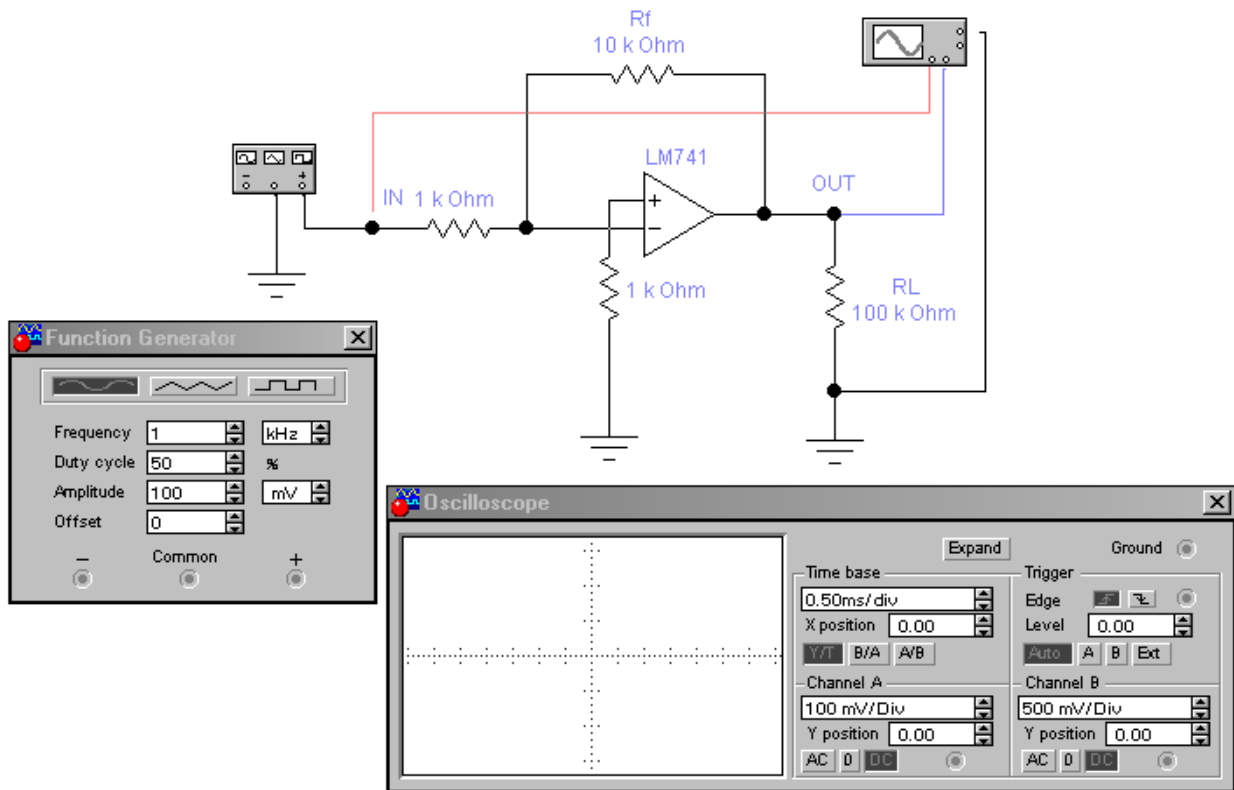 Rf
10 k Ohm
LM741
OUT
IN 1 k Ohm
+
−
− +
1 k Ohm
RL
100 k Ohm
Function Generator
Frequency 1 kHz
Duty cycle 50 %
Amplitude 100 mV
Offset 0
− Common +
Oscilloscope
Expand Ground
Time base
0.50ms/div
X position 0.00
Y/T B/A A/B
Trigger
Edge
Level 0.00
Auto A B Ext
Channel A
100 mV/Div
Y position 0.00
AC 0 DC
Channel B
500 mV/Div
Y position 0.00
AC 0 DC